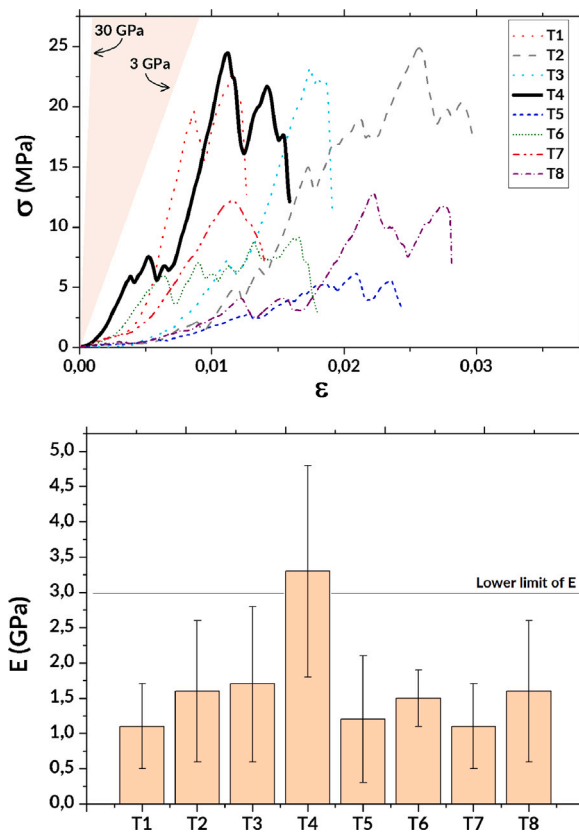 30 GPa
3 GPa
T1
T2
T3
T4
T5
T6
T7
T8
25
20
15
10
5
0
σ (MPa)
0.00
0,01
0,02
0,03
ε
5,0
4,5
4,0
3,5
3,0
2,5
2,0
1,5
1,0
0,5
0,0
E (GPa)
Lower limit of E
T1 T2 T3 T4 T5 T6 T7 T8